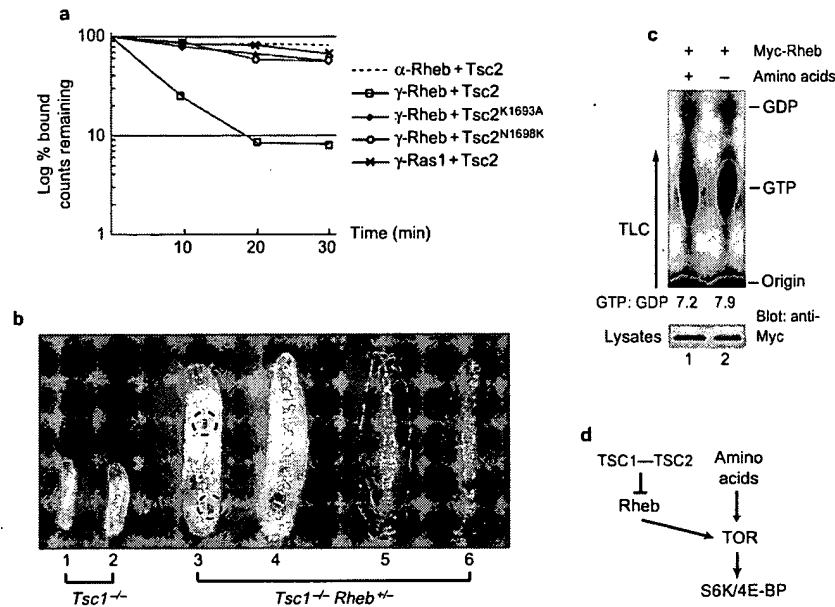 a
100
10
1
Log % bound
counts remaining
10
20
30
Time (min)
α-Rheb + Tsc2
γ-Rheb + Tsc2
γ-Rheb + Tsc2K1693A
γ-Rheb + Tsc2N1698K
γ-Ras1 + Tsc2
b
1
2
3
4
5
6
Tsc1–/–
Tsc1–/– Rheb+/–
c
+ + Myc-Rheb
+ – Amino acids
GDP
GTP
TLC
Origin
GTP: GDP 7.2 7.9
Blot: anti-
Myc
Lysates
1 2
d
TSC1—TSC2
Amino
acids
Rheb
TOR
S6K/4E-BP